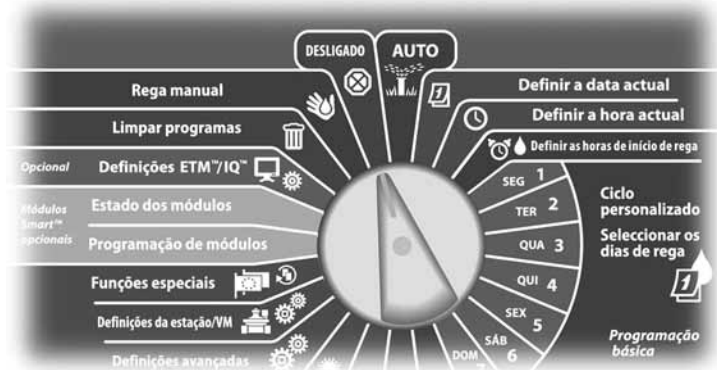 DESLIGADO
AUTO
Rega manual
Limpar programas
Opcional
Definições ETM™/IQ™
Módulos
Smart™
opcionais
Estado dos módulos
Programação de módulos
Funções especiais
Definições da estação/VM
Definições avançadas
Definir a data actual
Definir a hora actual
Definir as horas de início de rega
SEG 1
TER 2
QUA 3
QUI 4
SEX 5
SÁB 6
DOM 7
Ciclo
personalizado
Seleccionar os
dias de rega
1
Programação
básica